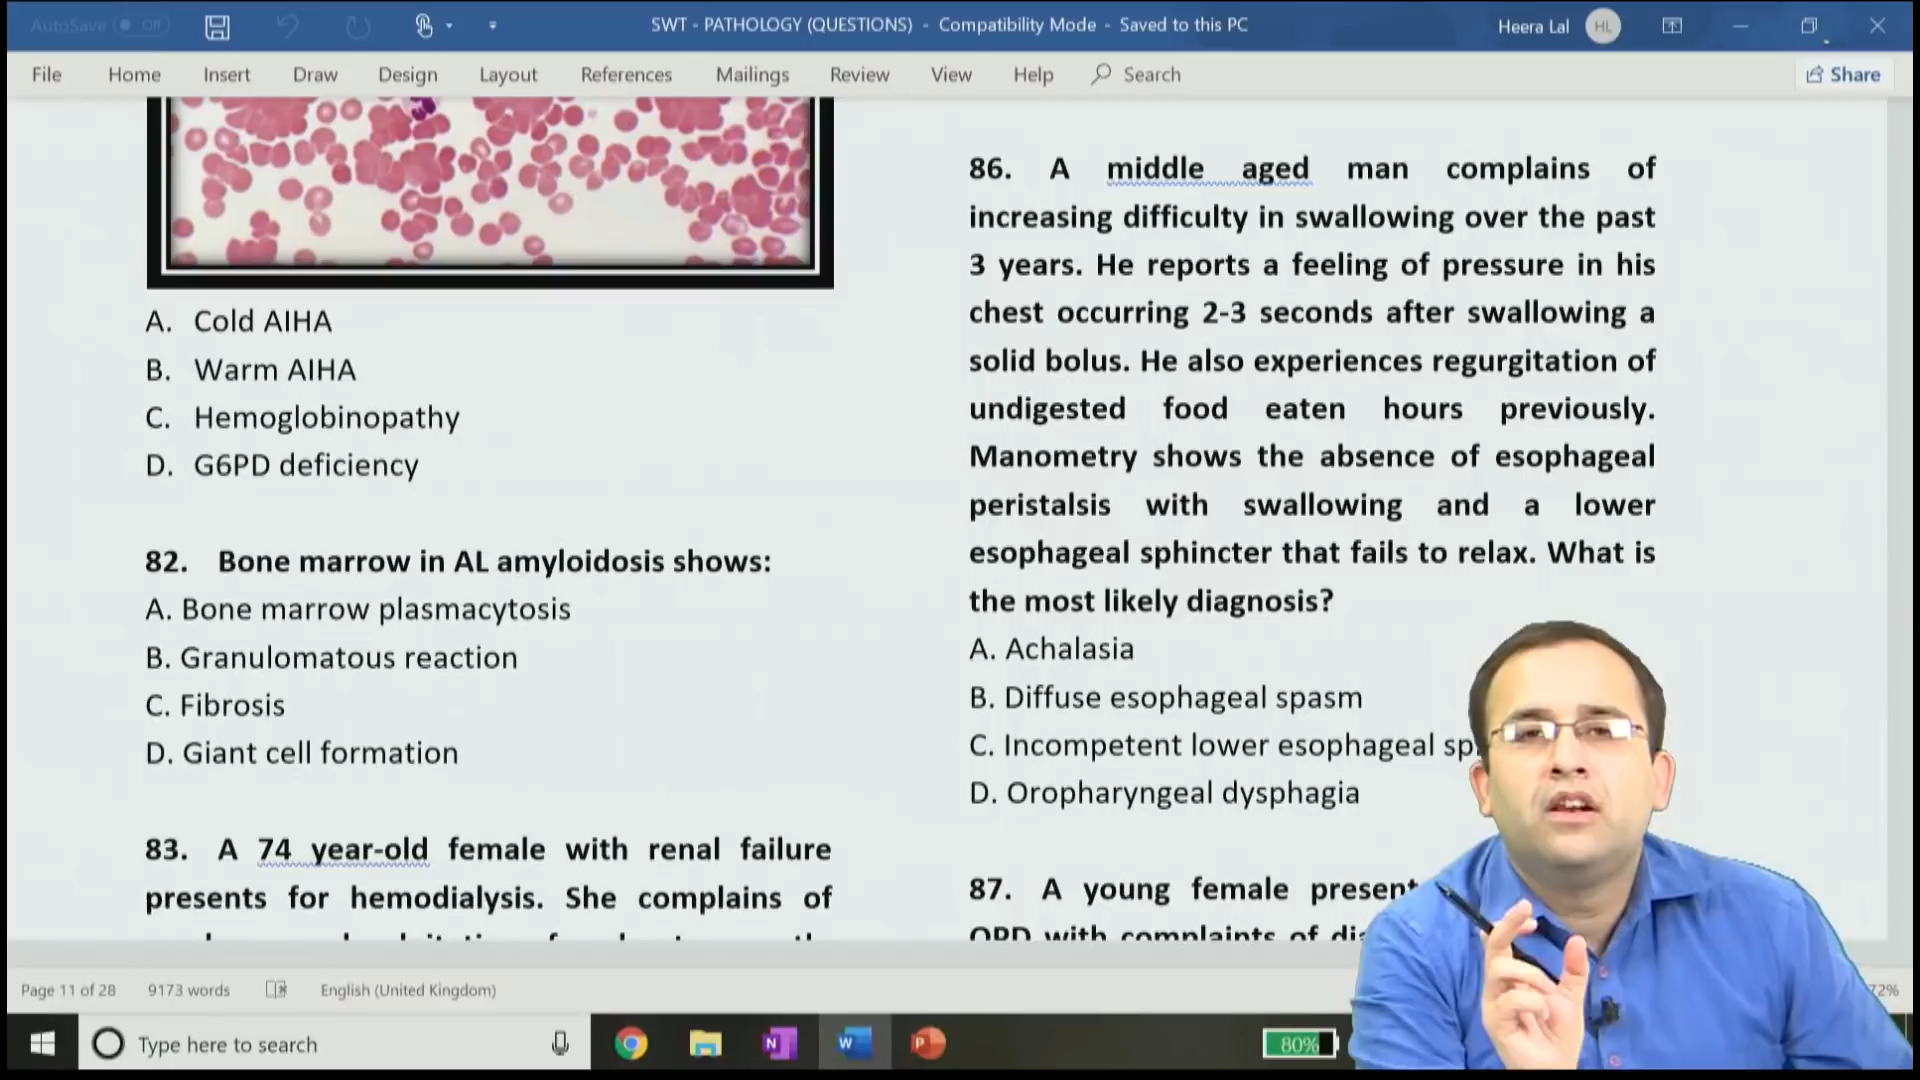 AutoSave Off
SWT - PATHOLOGY (QUESTIONS) - Compatibility Mode - Saved to this PC
Heera Lal HL
File Home Insert Draw Design Layout References Mailings Review View Help Search Share
A. Cold AIHA
B. Warm AIHA
C. Hemoglobinopathy
D. G6PD deficiency
82. Bone marrow in AL amyloidosis shows:
A. Bone marrow plasmacytosis
B. Granulomatous reaction
C. Fibrosis
D. Giant cell formation
83. A 74 year-old female with renal failure
presents for hemodialysis. She complains of
86. A middle aged man complains of
increasing difficulty in swallowing over the past
3 years. He reports a feeling of pressure in his
chest occurring 2-3 seconds after swallowing a
solid bolus. He also experiences regurgitation of
undigested food eaten hours previously.
Manometry shows the absence of esophageal
peristalsis with swallowing and a lower
esophageal sphincter that fails to relax. What is
the most likely diagnosis?
A. Achalasia
B. Diffuse esophageal spasm
C. Incompetent lower esophageal sp
D. Oropharyngeal dysphagia
87. A young female present
OPD with complaints of
Page 11 of 28 9173 words English (United Kingdom) 72%
Type here to search N W P 80%